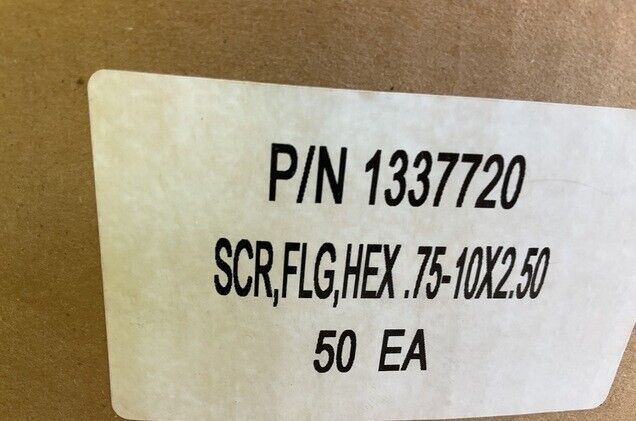 P/N 1337720
SCR,FLG,HEX .75-10X2.50
50 EA